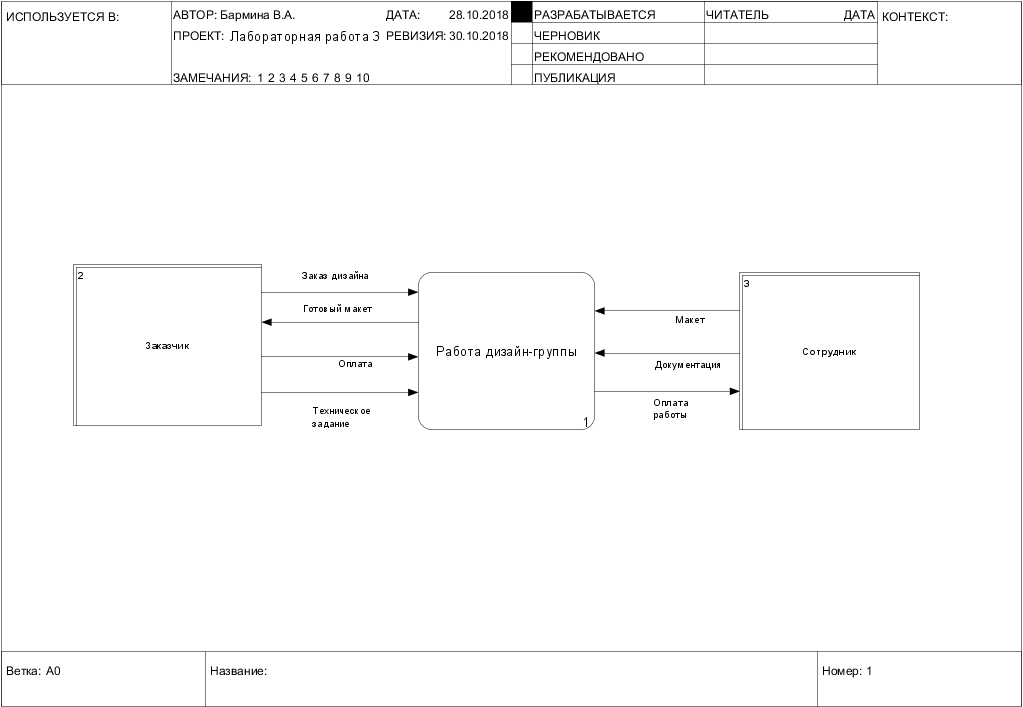 ИСПОЛЬЗУЕТСЯ В:
АВТОР: Бармина В.А.
ДАТА: 28.10.2018
РАЗРАБАТЫВАЕТСЯ
ЧИТАТЕЛЬ
ДАТА
КОНТЕКСТ:
ПРОЕКТ: Лабораторная работа 3
РЕВИЗИЯ: 30.10.2018
ЧЕРНОВИК
РЕКОМЕНДОВАНО
ЗАМЕЧАНИЯ: 1 2 3 4 5 6 7 8 9 10
ПУБЛИКАЦИЯ
2
Заказчик
Заказ дизайна
Готовый макет
Оплата
Техническое
задание
Работа дизайн-группы
1
Макет
Документация
Оплата
работы
3
Сотрудник
Ветка: A0
Название:
Номер: 1